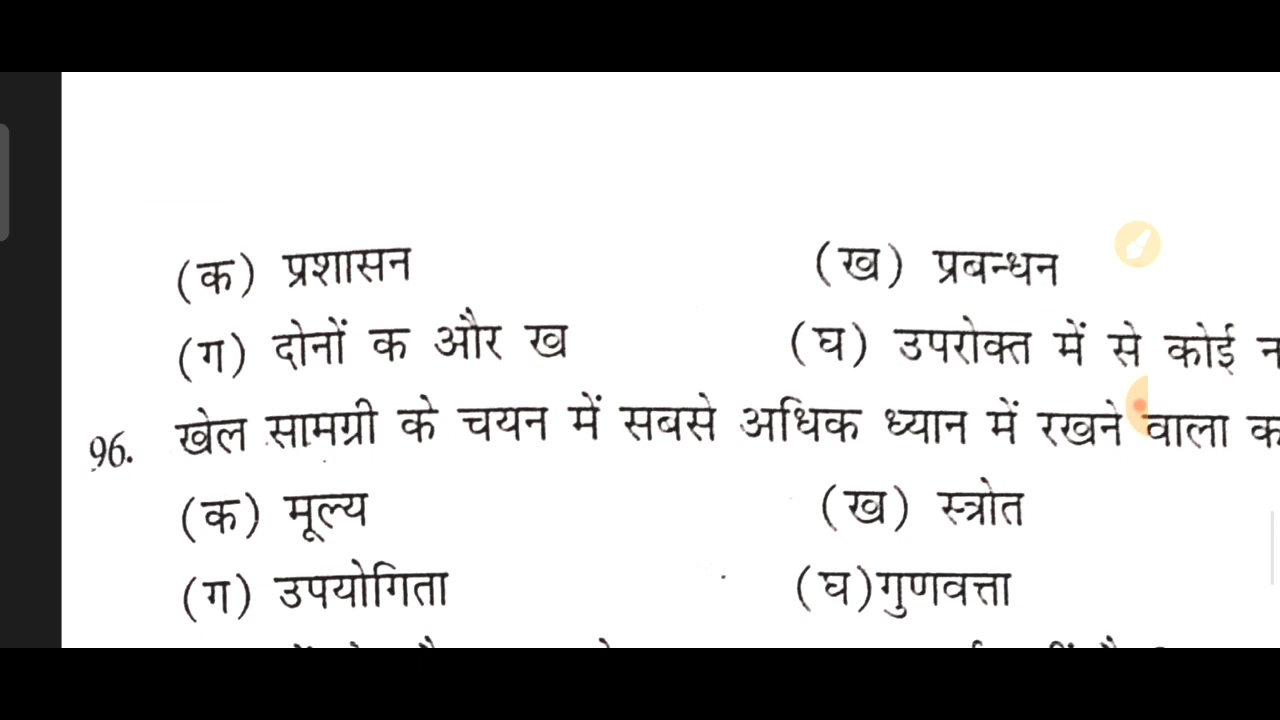 (क) प्रशासन (ख) प्रबन्धन
(ग) दोनों क और ख (घ) उपरोक्त में से कोई
96. खेल सामग्री के चयन में सबसे अधिक ध्यान में रखने वाला
(क) मूल्य (ख) स्त्रोत
(ग) उपयोगिता (घ)गुणवत्ता